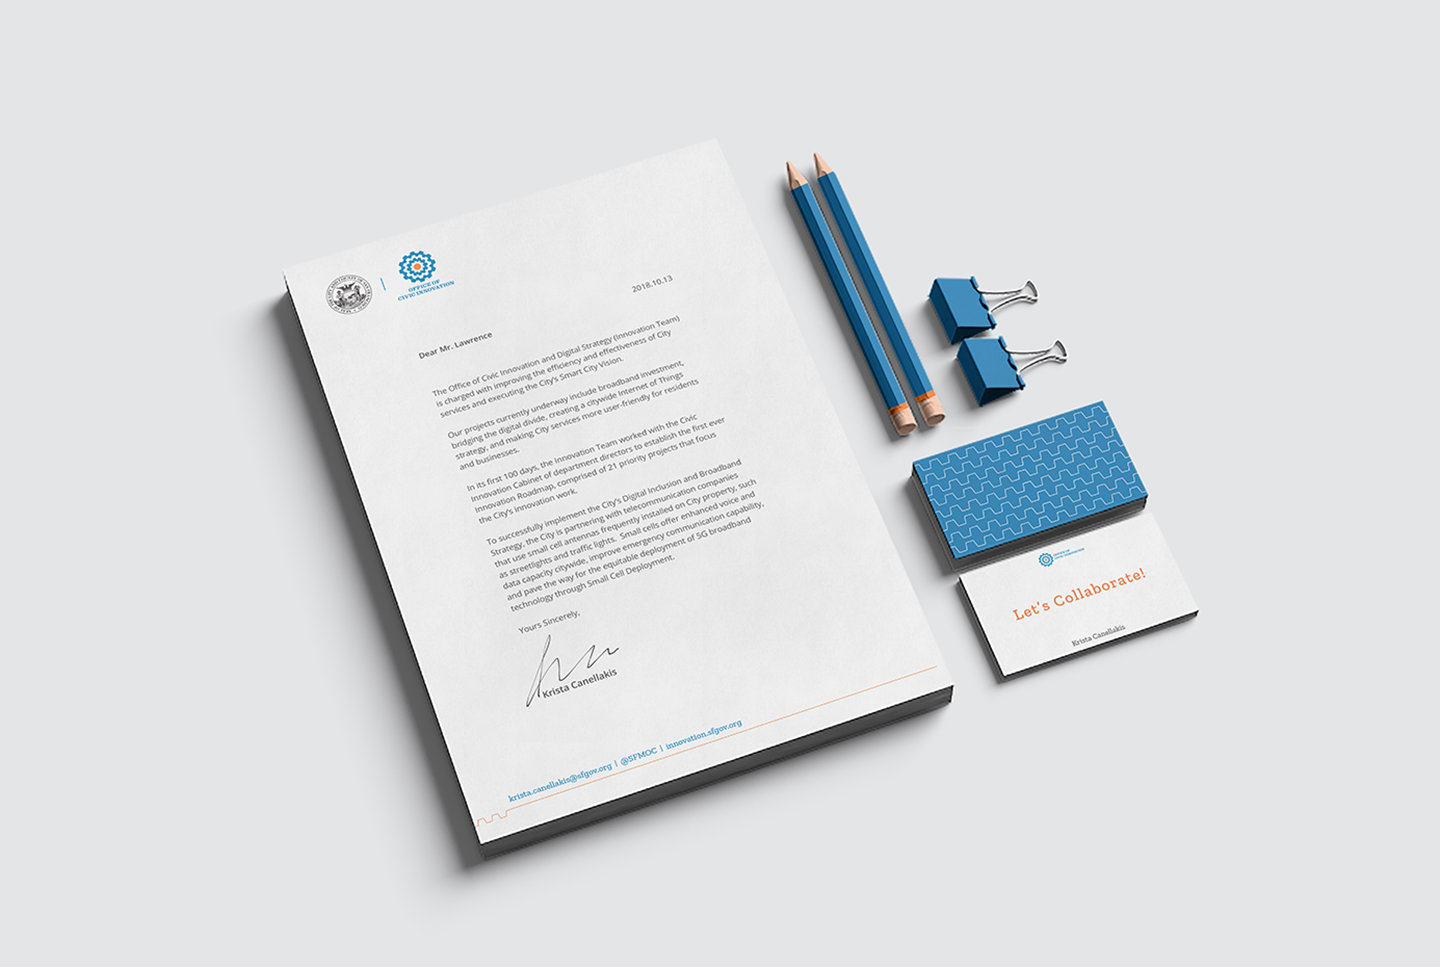 OFFICE OF
CIVIC INNOVATION
2018.10.13
Dear Mr. Lawrence
The Office of Civic Innovation and Digital Strategy (Innovation Team)
is charged with improving the efficiency and effectiveness of City
services and executing the City's Smart City Vision.
Our projects currently underway include broadband investment,
bridging the digital divide, creating a citywide Internet of Things
strategy, and making City services more user-friendly for residents
and businesses.
In its first 100 days, the Innovation Team worked with the Civic
Innovation Cabinet of department directors to establish the first ever
Innovation Roadmap, comprised of 21 priority projects that focus
the City's innovation work.
To successfully implement the City's Digital Inclusion and Broadband
Strategy, the City is partnering with telecommunication companies
that use small cell antennas frequently installed on City property, such
as streetlights and traffic lights. Small cells offer enhanced voice and
data capacity citywide, improve emergency communication capability,
and pave the way for the equitable deployment of 5G broadband
technology through Small Cell Deployment.
Yours Sincerely,
Krista Canellakis
krista.canellakis@sfgov.org | @SFMOC | innovation.sfgov.org
OFFICE OF
CIVIC INNOVATION
Let's Collaborate!
Krista Canellakis